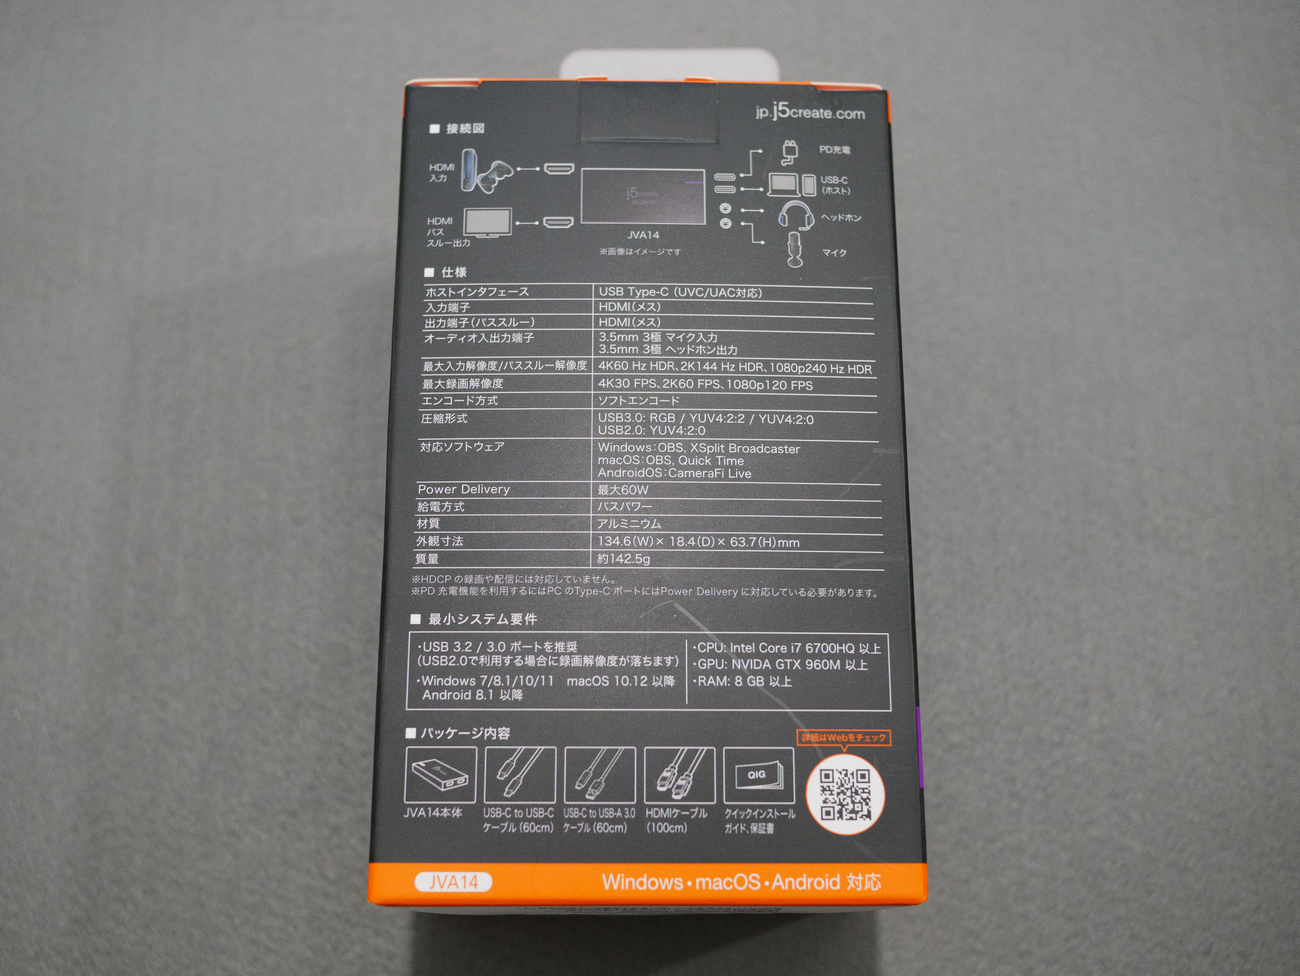 jp.j5create.com
■ 接続図
HDMI
入力
HDMI
パス
スルー出力
j5create
JVA14
※画像はイメージです
PD充電
USB-C
(ホスト)
ヘッドホン
マイク
■ 仕様
ホストインタフェース USB Type-C (UVC/UAC対応)
入力端子 HDMI(メス)
出力端子(パススルー) HDMI(メス)
オーディオ入出力端子 3.5mm 3極 マイク入力
3.5mm 3極 ヘッドホン出力
最大入力解像度/パススルー解像度 4K60 Hz HDR、2K144 Hz HDR、1080p240 Hz HDR
最大録画解像度 4K30 FPS、2K60 FPS、1080p120 FPS
エンコード方式 ソフトエンコード
圧縮形式 USB3.0: RGB / YUV4:2:2 / YUV4:2:0
USB2.0: YUV4:2:0
対応ソフトウェア Windows:OBS, XSplit Broadcaster
macOS:OBS, Quick Time
AndroidOS:CameraFi Live
Power Delivery 最大60W
給電方式 バスパワー
材質 アルミニウム
外観寸法 134.6(W)× 18.4(D)× 63.7(H)mm
質量 約142.5g
※HDCP の録画や配信には対応していません。
※PD 充電機能を利用するにはPC のType-C ポートにはPower Delivery に対応している必要があります。
■ 最小システム要件
・USB 3.2 / 3.0 ポートを推奨
(USB2.0で利用する場合に録画解像度が落ちます)
・Windows 7/8.1/10/11 macOS 10.12 以降
Android 8.1 以降
・CPU: Intel Core i7 6700HQ 以上
・GPU: NVIDA GTX 960M 以上
・RAM: 8 GB 以上
■ パッケージ内容
JVA14本体
USB-C to USB-C
ケーブル (60cm)
USB-C to USB-A 3.0
ケーブル (60cm)
HDMIケーブル
(100cm)
QIG
クイックインストール
ガイド、保証書
詳細はWebをチェック
JVA14
Windows・macOS・Android 対応